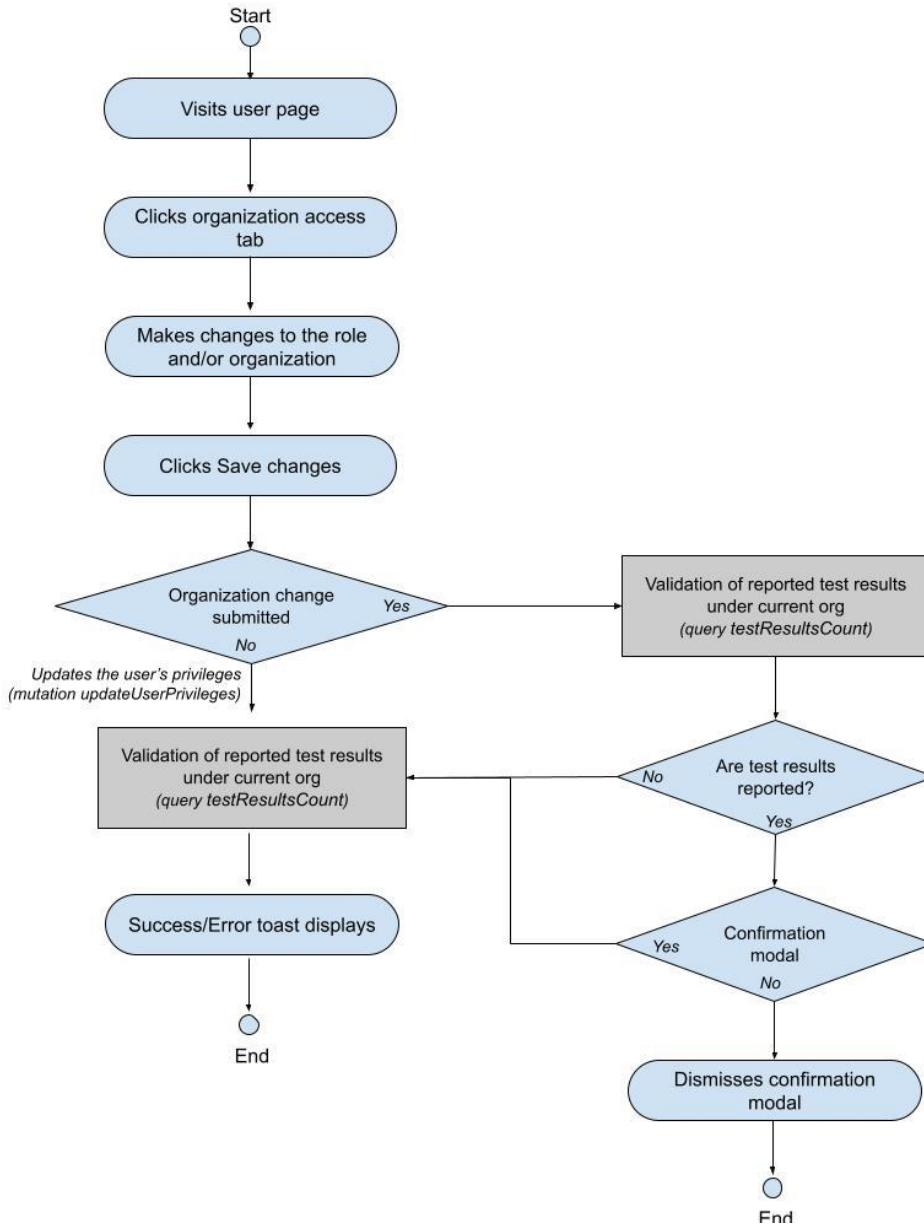 Start
Visits user page
Clicks organization access
tab
Makes changes to the role
and/or organization
Clicks Save changes
Organization change
submitted
Yes
No
Updates the user's privileges
(mutation updateUserPrivileges)
Validation of reported test results
under current org
(query testResultsCount)
Validation of reported test results
under current org
(query testResultsCount)
Are test results
reported?
No
Yes
Confirmation
modal
Yes
No
Success/Error toast displays
End
Dismisses confirmation
modal
End